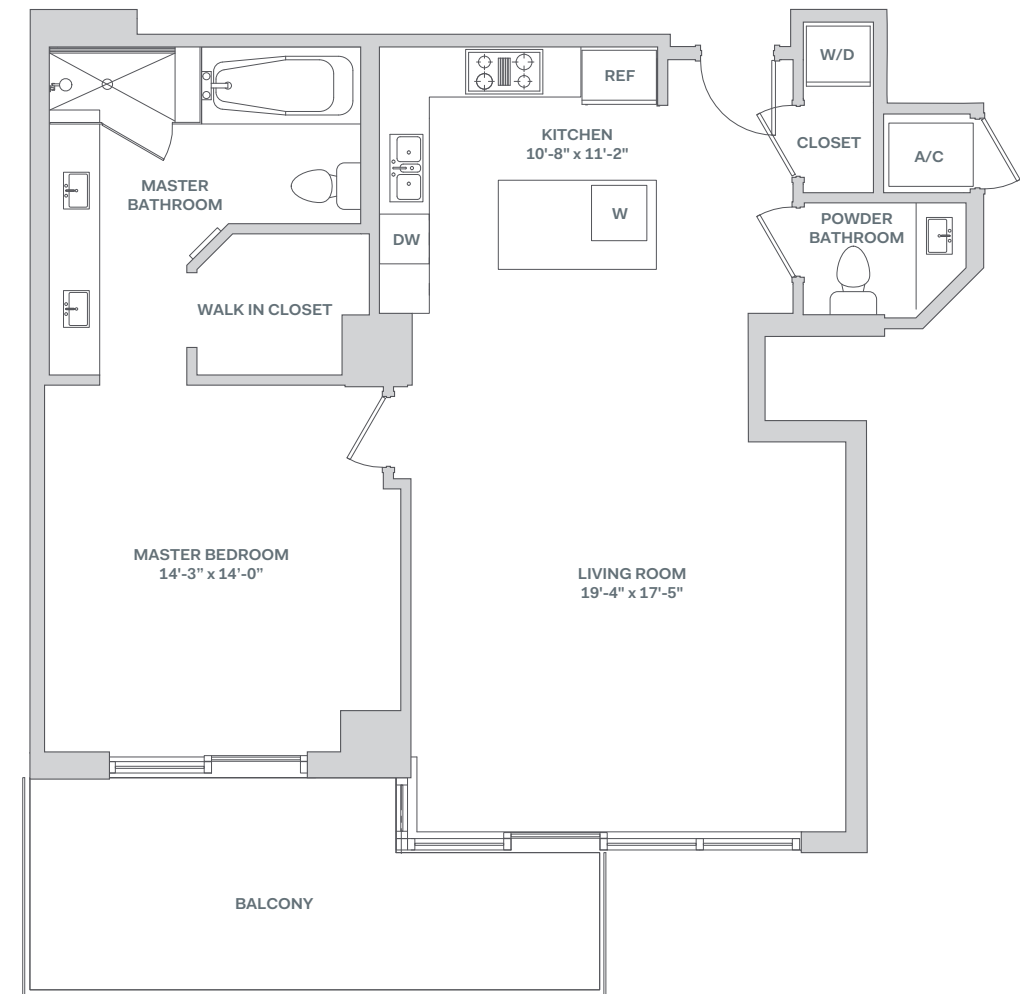 W/D
REF
KITCHEN
10'-8" x 11'-2"
CLOSET
A/C
MASTER
BATHROOM
W
POWDER
BATHROOM
DW
WALK IN CLOSET
MASTER BEDROOM
14'-3” x 14’-0”
LIVING ROOM
19'-4" x 17'-5"
BALCONY